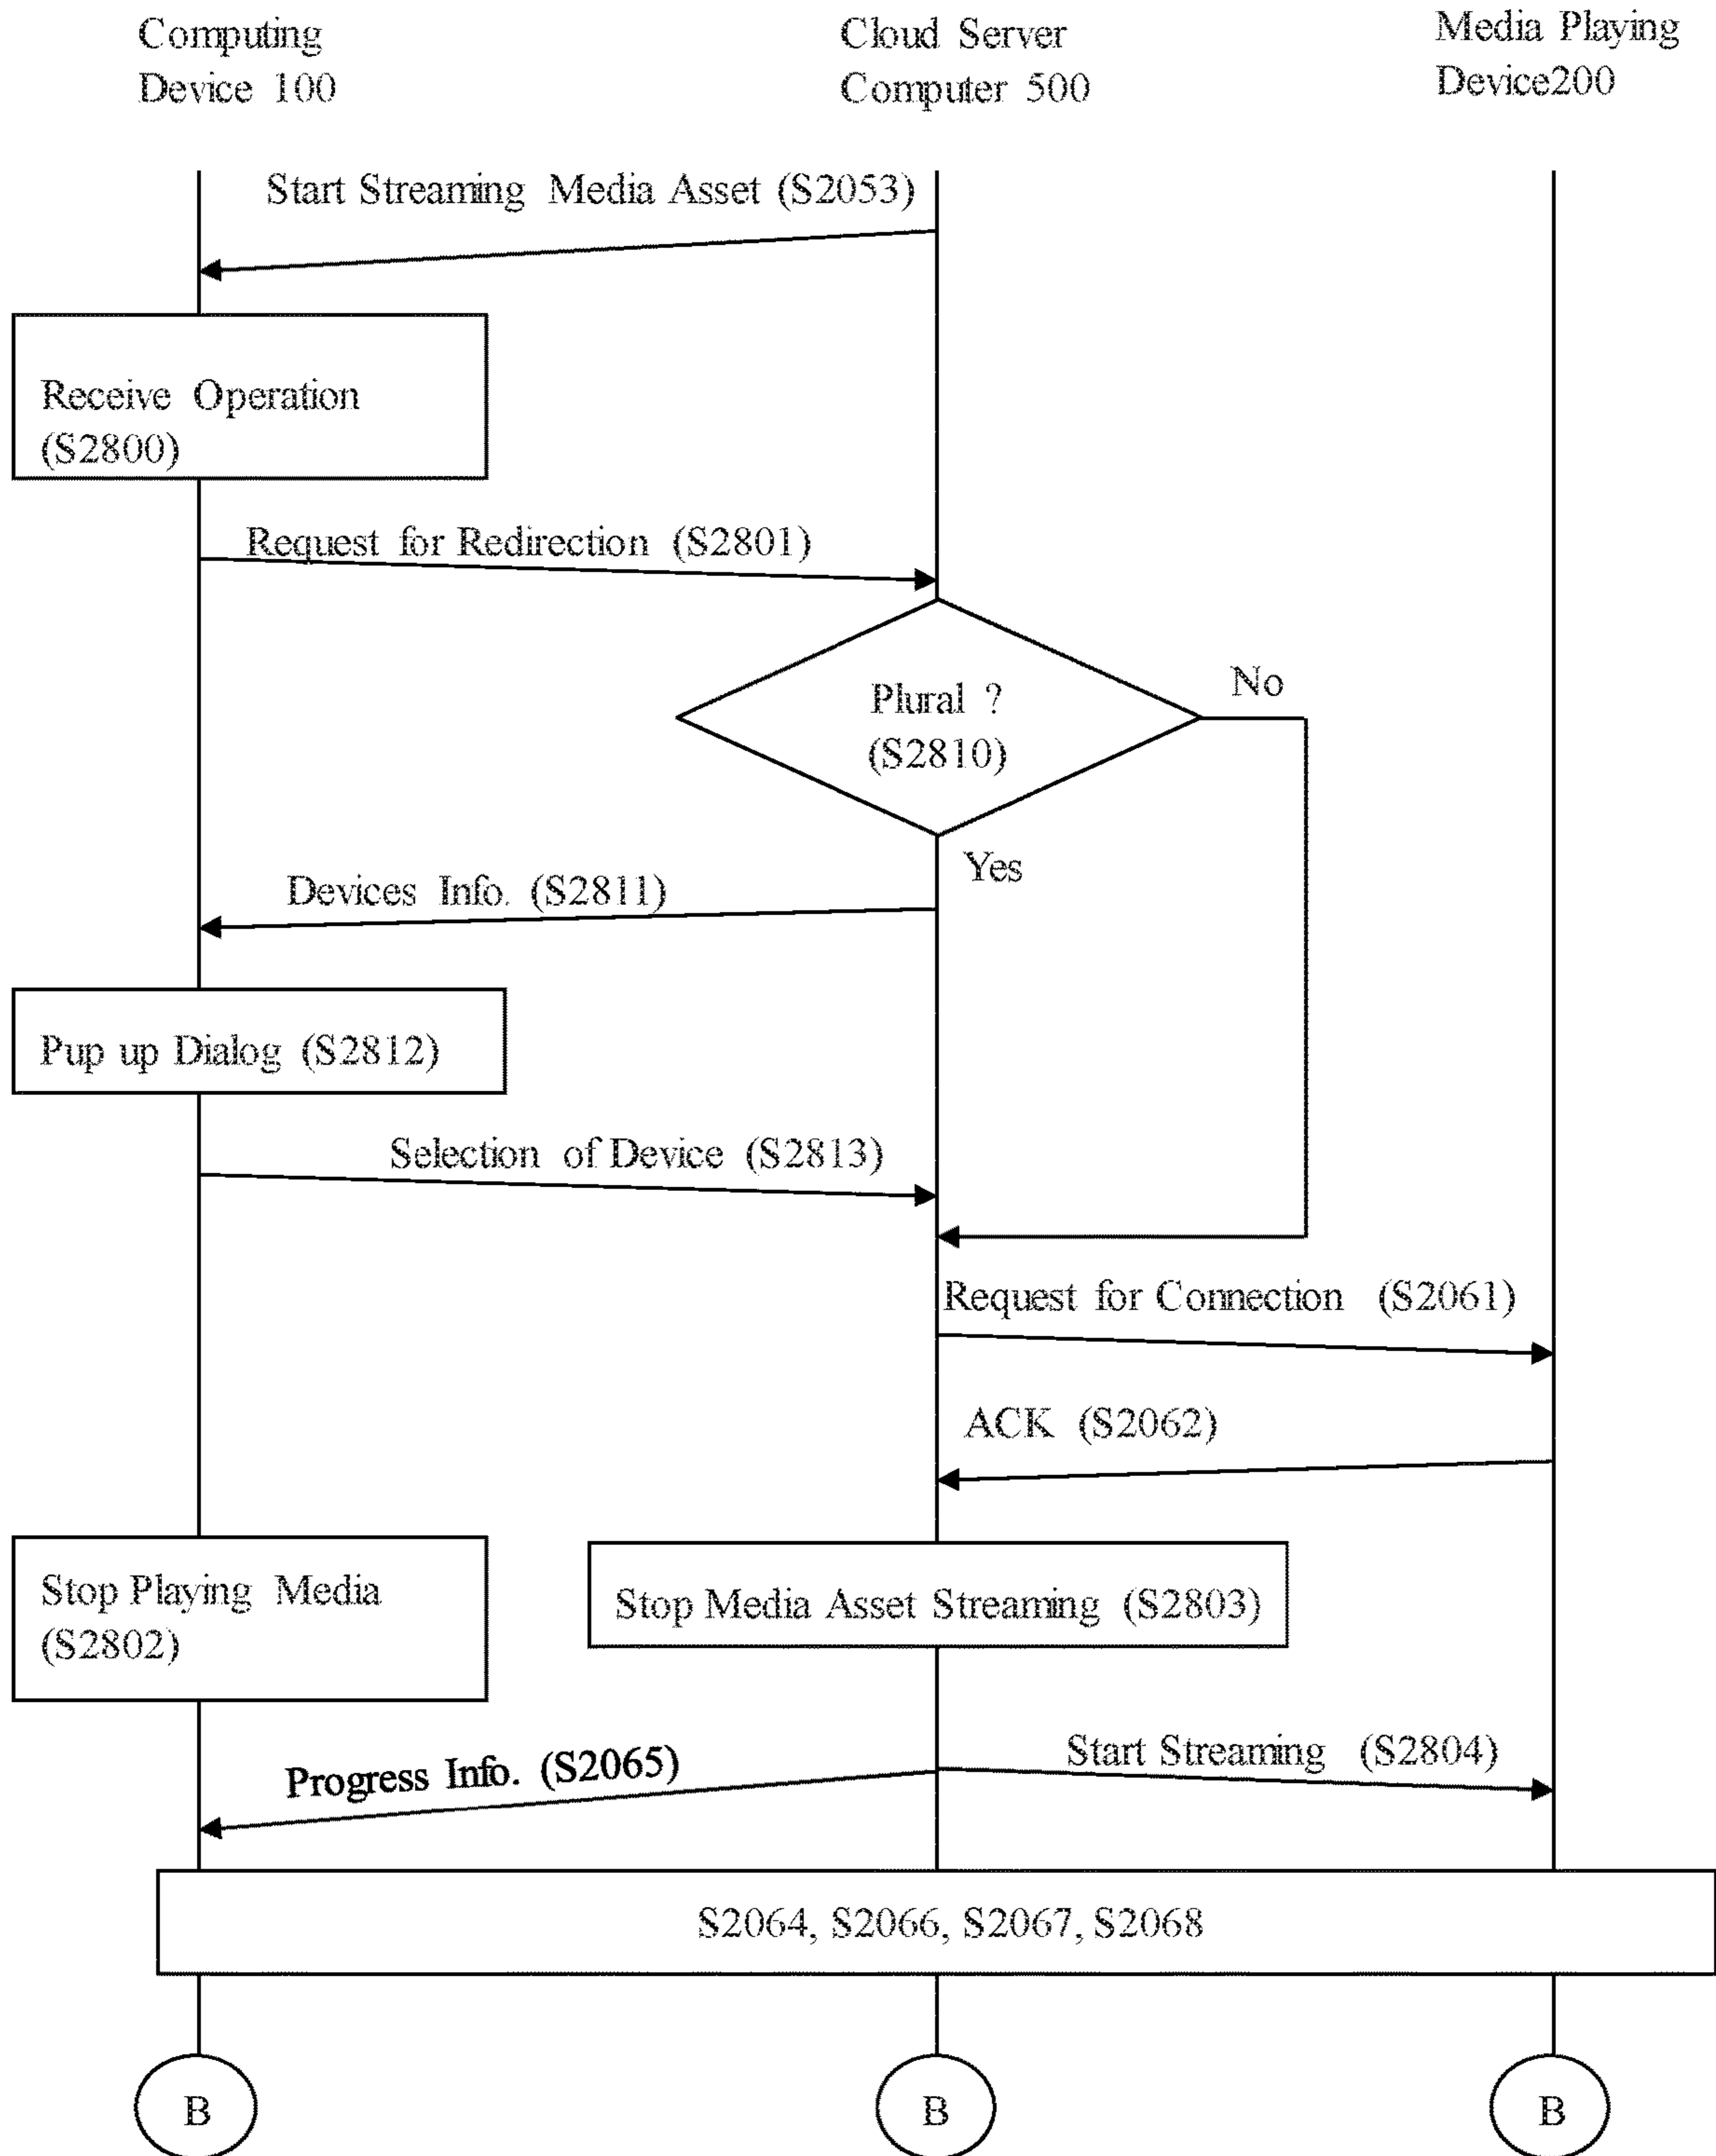 Computing
Device 100
Cloud Server
Computer 500
Media Playing
Device200
Start Streaming Media Asset (S2053)
Receive Operation
(S2800)
Request for Redirection (S2801)
Plural ?
(S2810)
No
Yes
Devices Info. (S2811)
Pup up Dialog (S2812)
Selection of Device (S2813)
Request for Connection (S2061)
ACK (S2062)
Stop Playing Media
(S2802)
Stop Media Asset Streaming (S2803)
Progress Info. (S2065)
Start Streaming (S2804)
S2064, S2066, S2067, S2068
B
B
B